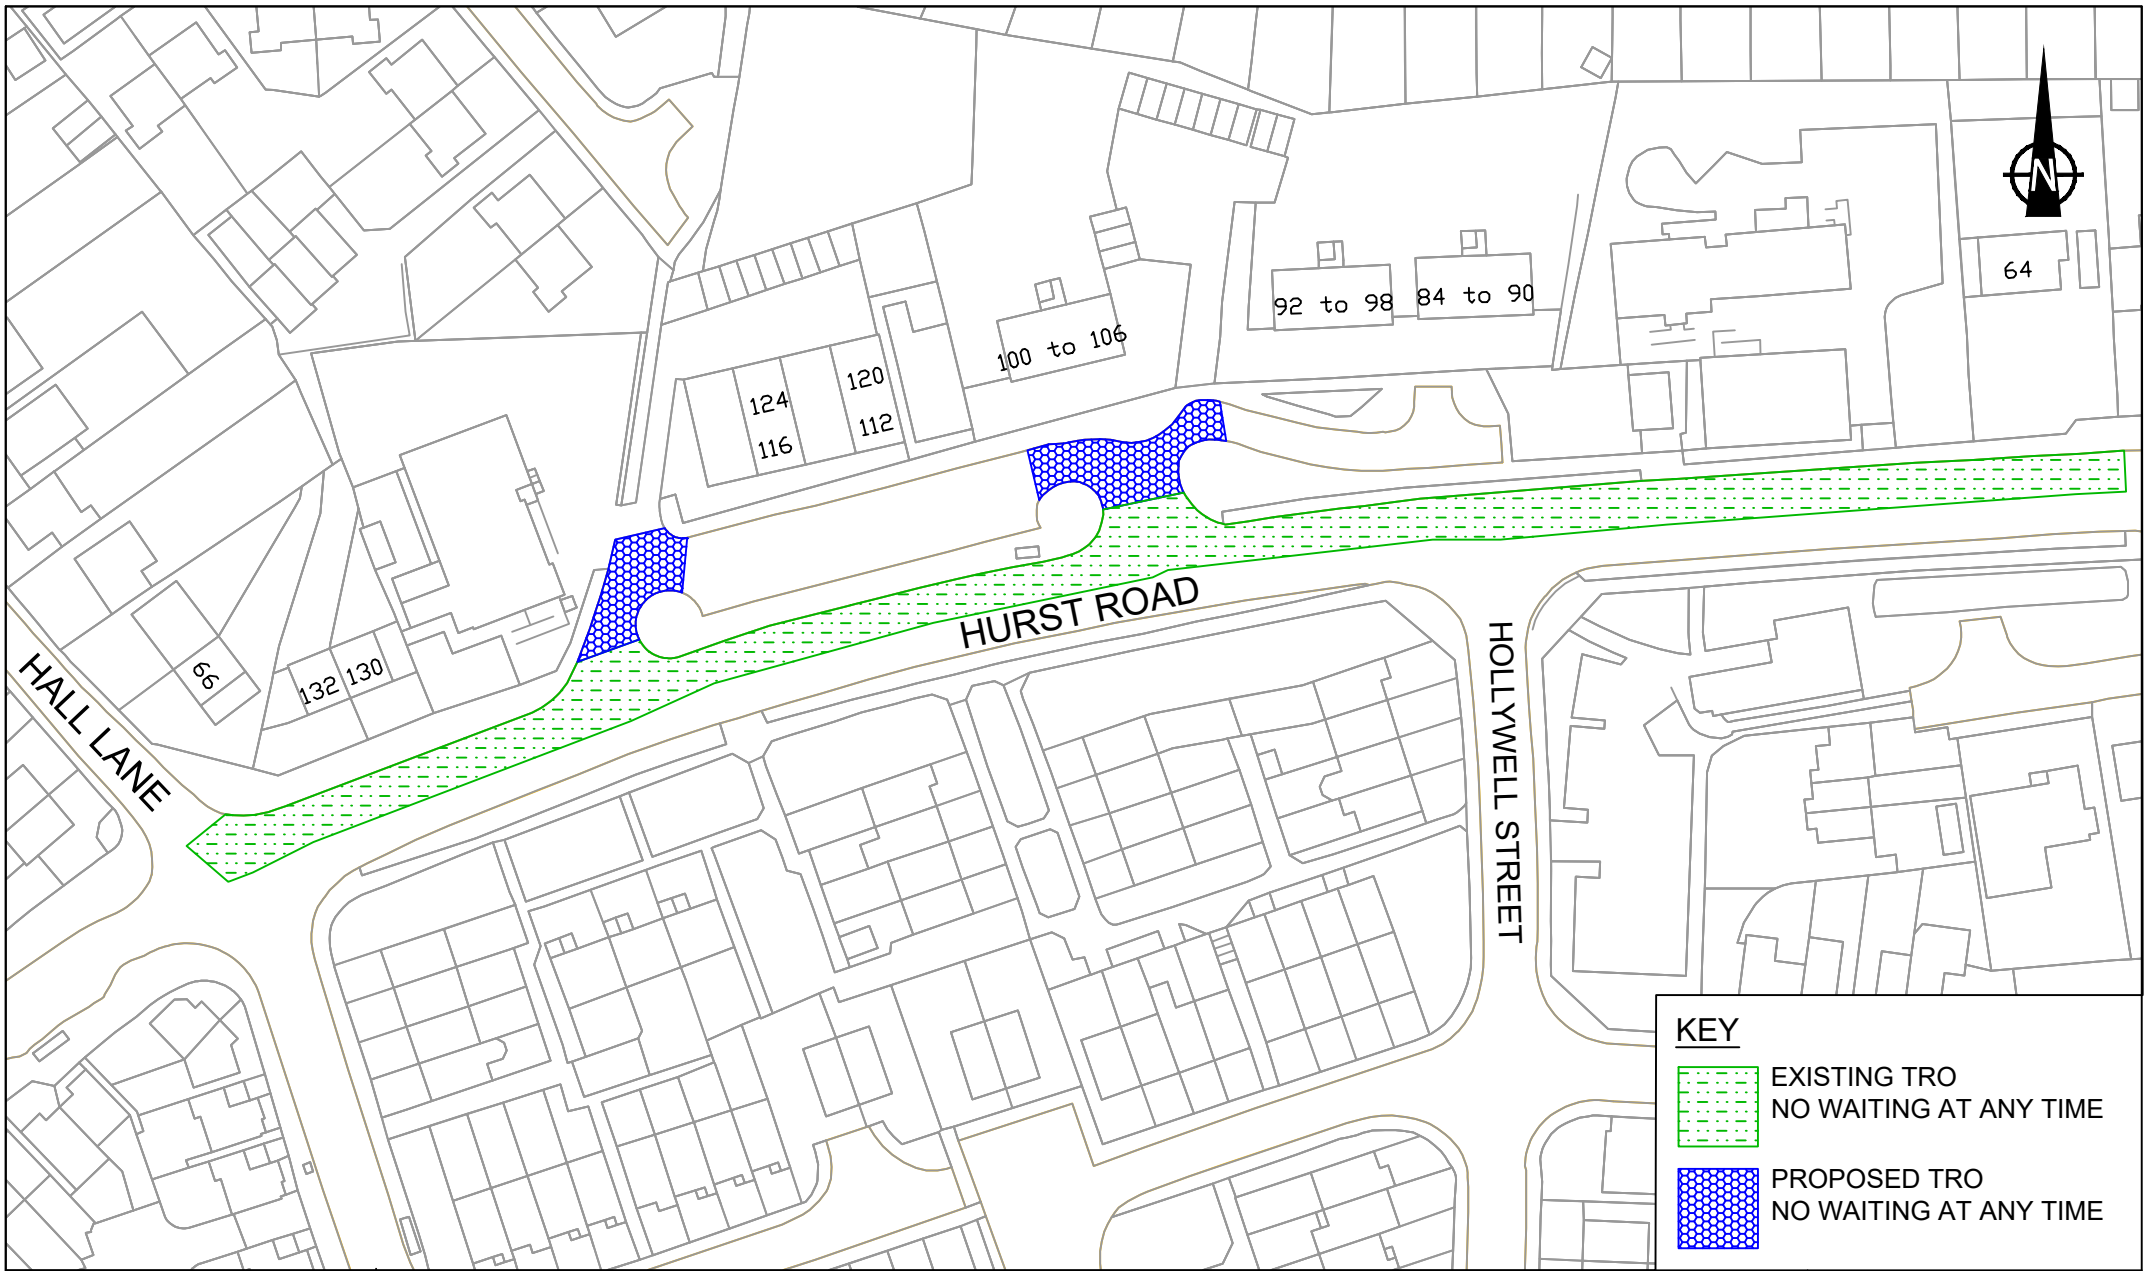 N
64
92 to 98
84 to 90
100 to 106
124
120
116
112
66
132
130
HALL LANE
HURST ROAD
HOLLYWELL STREET
KEY
EXISTING TRO
NO WAITING AT ANY TIME
PROPOSED TRO
NO WAITING AT ANY TIME